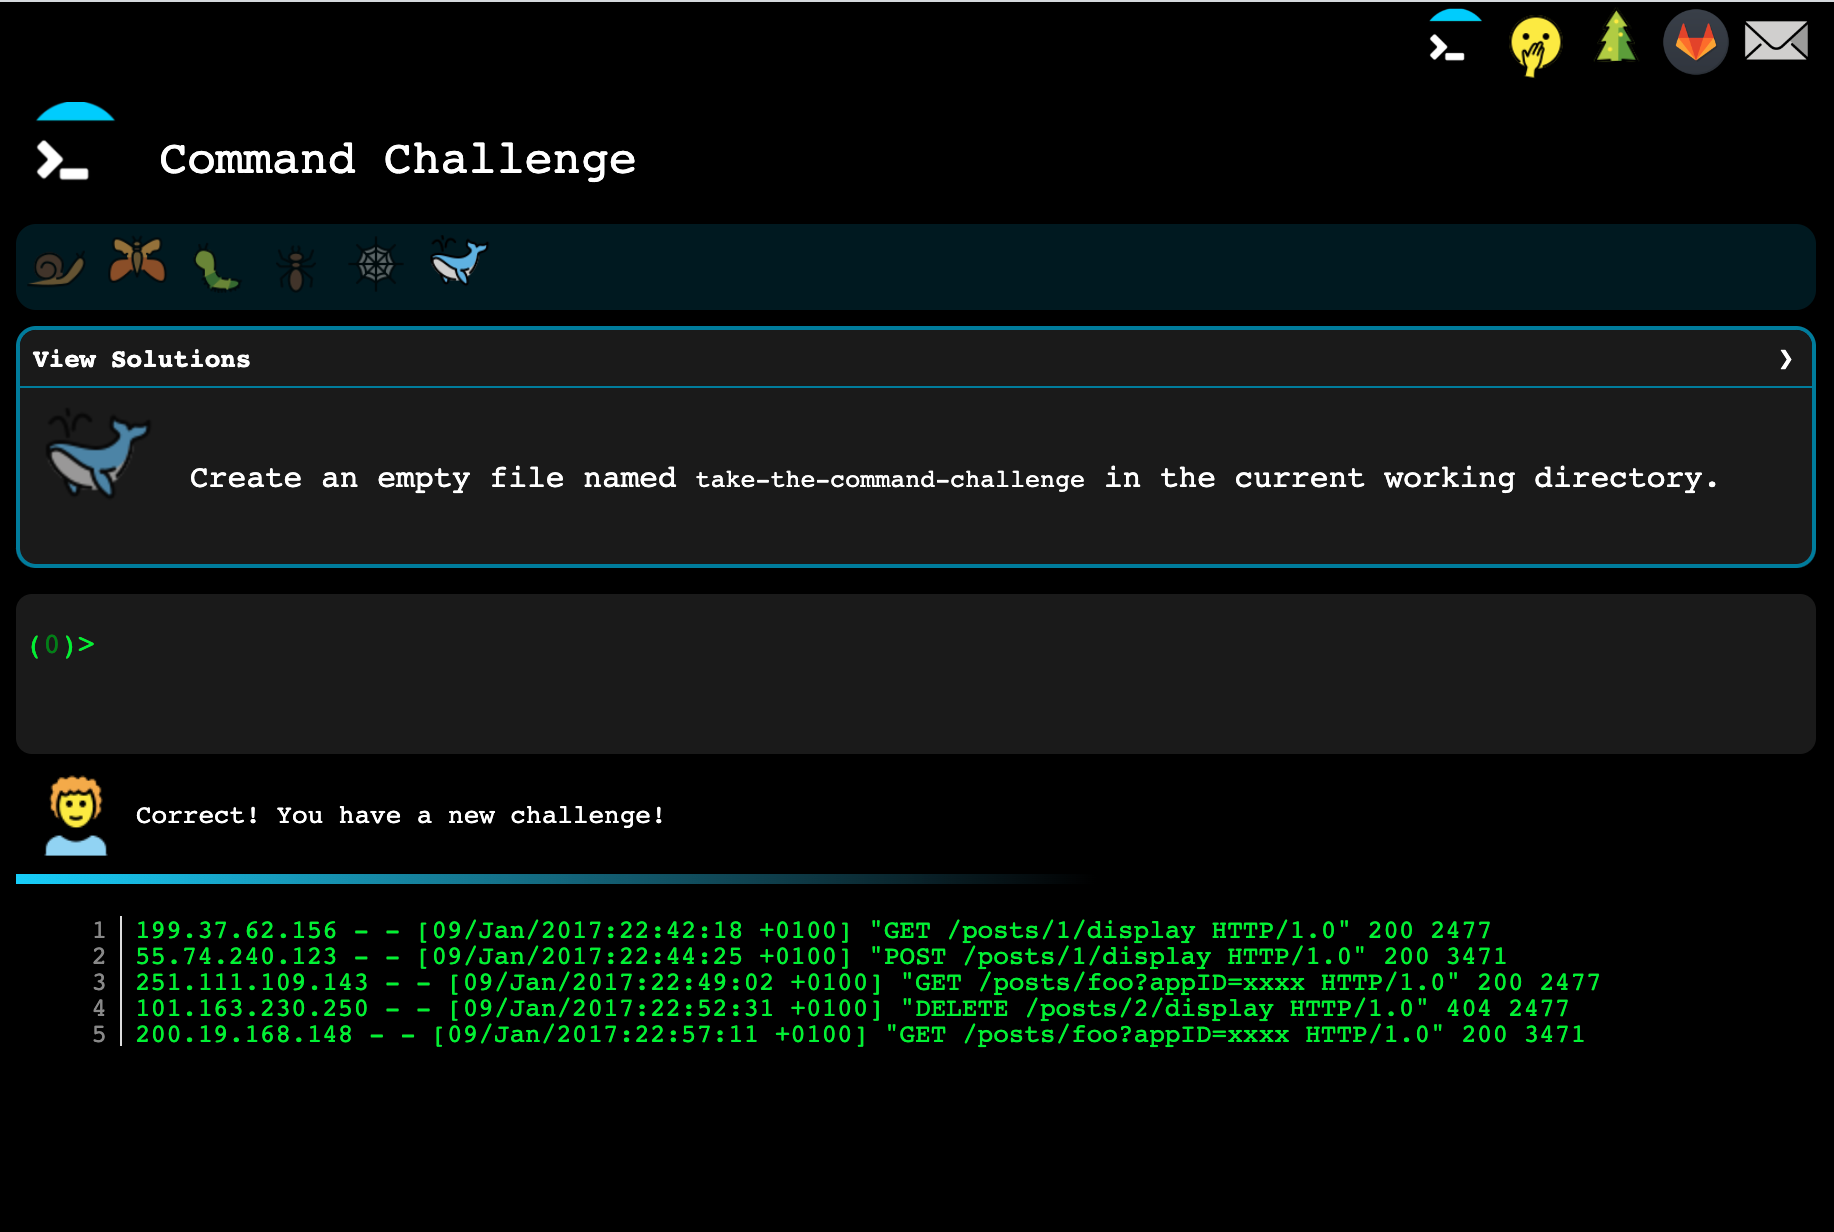 Command Challenge
View Solutions ❯
Create an empty file named take-the-command-challenge in the current working directory.
(0)>
Correct! You have a new challenge!
1 199.37.62.156 - - [09/Jan/2017:22:42:18 +0100] "GET /posts/1/display HTTP/1.0" 200 2477
2 55.74.240.123 - - [09/Jan/2017:22:44:25 +0100] "POST /posts/1/display HTTP/1.0" 200 3471
3 251.111.109.143 - - [09/Jan/2017:22:49:02 +0100] "GET /posts/foo?appID=xxxx HTTP/1.0" 200 2477
4 101.163.230.250 - - [09/Jan/2017:22:52:31 +0100] "DELETE /posts/2/display HTTP/1.0" 404 2477
5 200.19.168.148 - - [09/Jan/2017:22:57:11 +0100] "GET /posts/foo?appID=xxxx HTTP/1.0" 200 3471